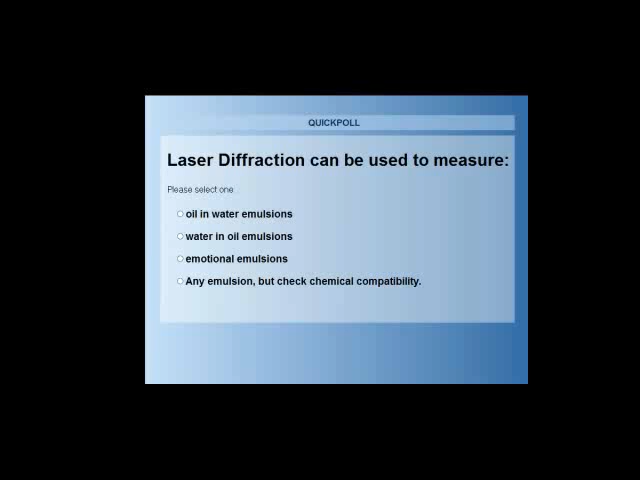 QUICKPOLL
Laser Diffraction can be used to measure:
Please select one:
oil in water emulsions
water in oil emulsions
emotional emulsions
Any emulsion, but check chemical compatibility.